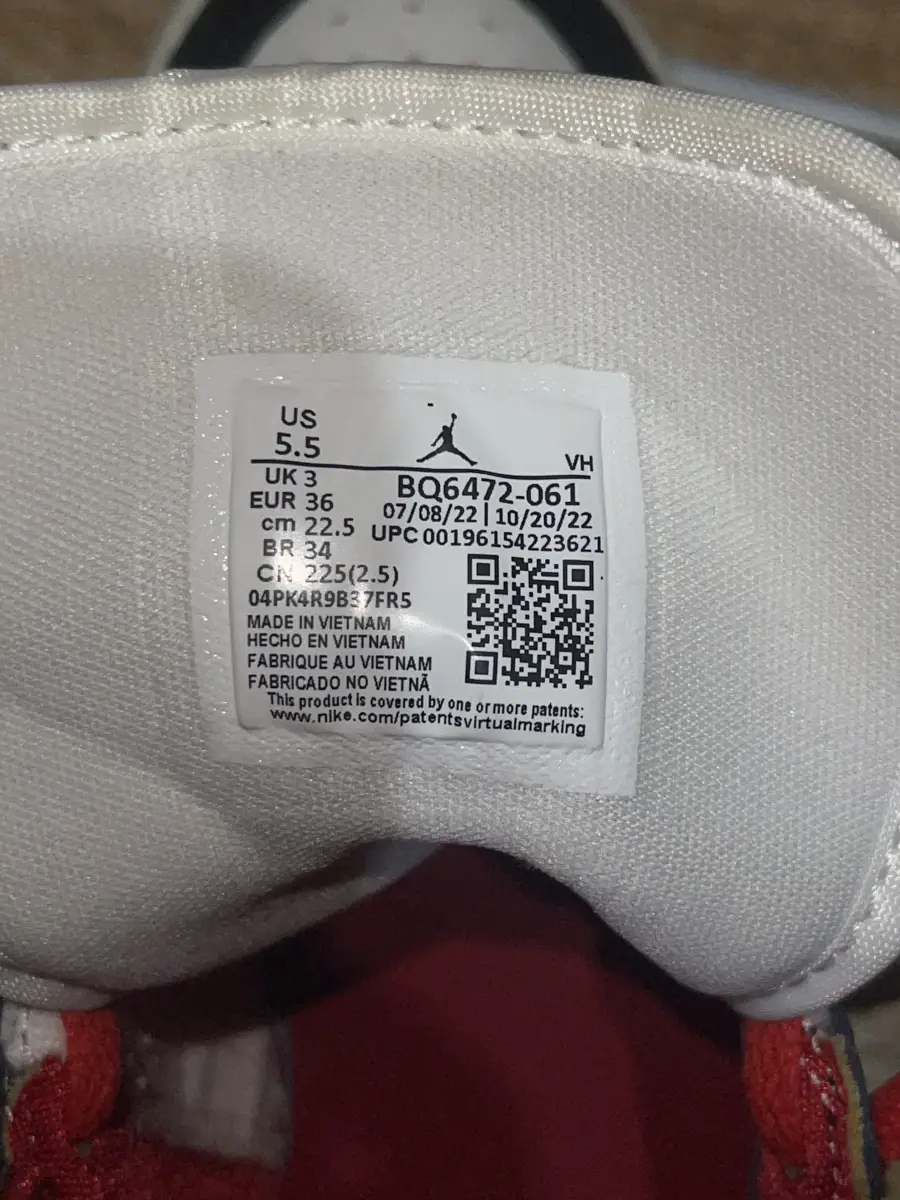 US
5.5
VH
UK 3
EUR 36
cm 22.5
BR 34
CN 225(2.5)
BQ6472-061
07/08/22 | 10/20/22
UPC 00196154223621
04PK4R9B37FR5
MADE IN VIETNAM
HECHO EN VIETNAM
FABRIQUE AU VIETNAM
FABRICADO NO VIETNÃ
This product is covered by one or more patents:
www.nike.com/patentsvirtualmarking